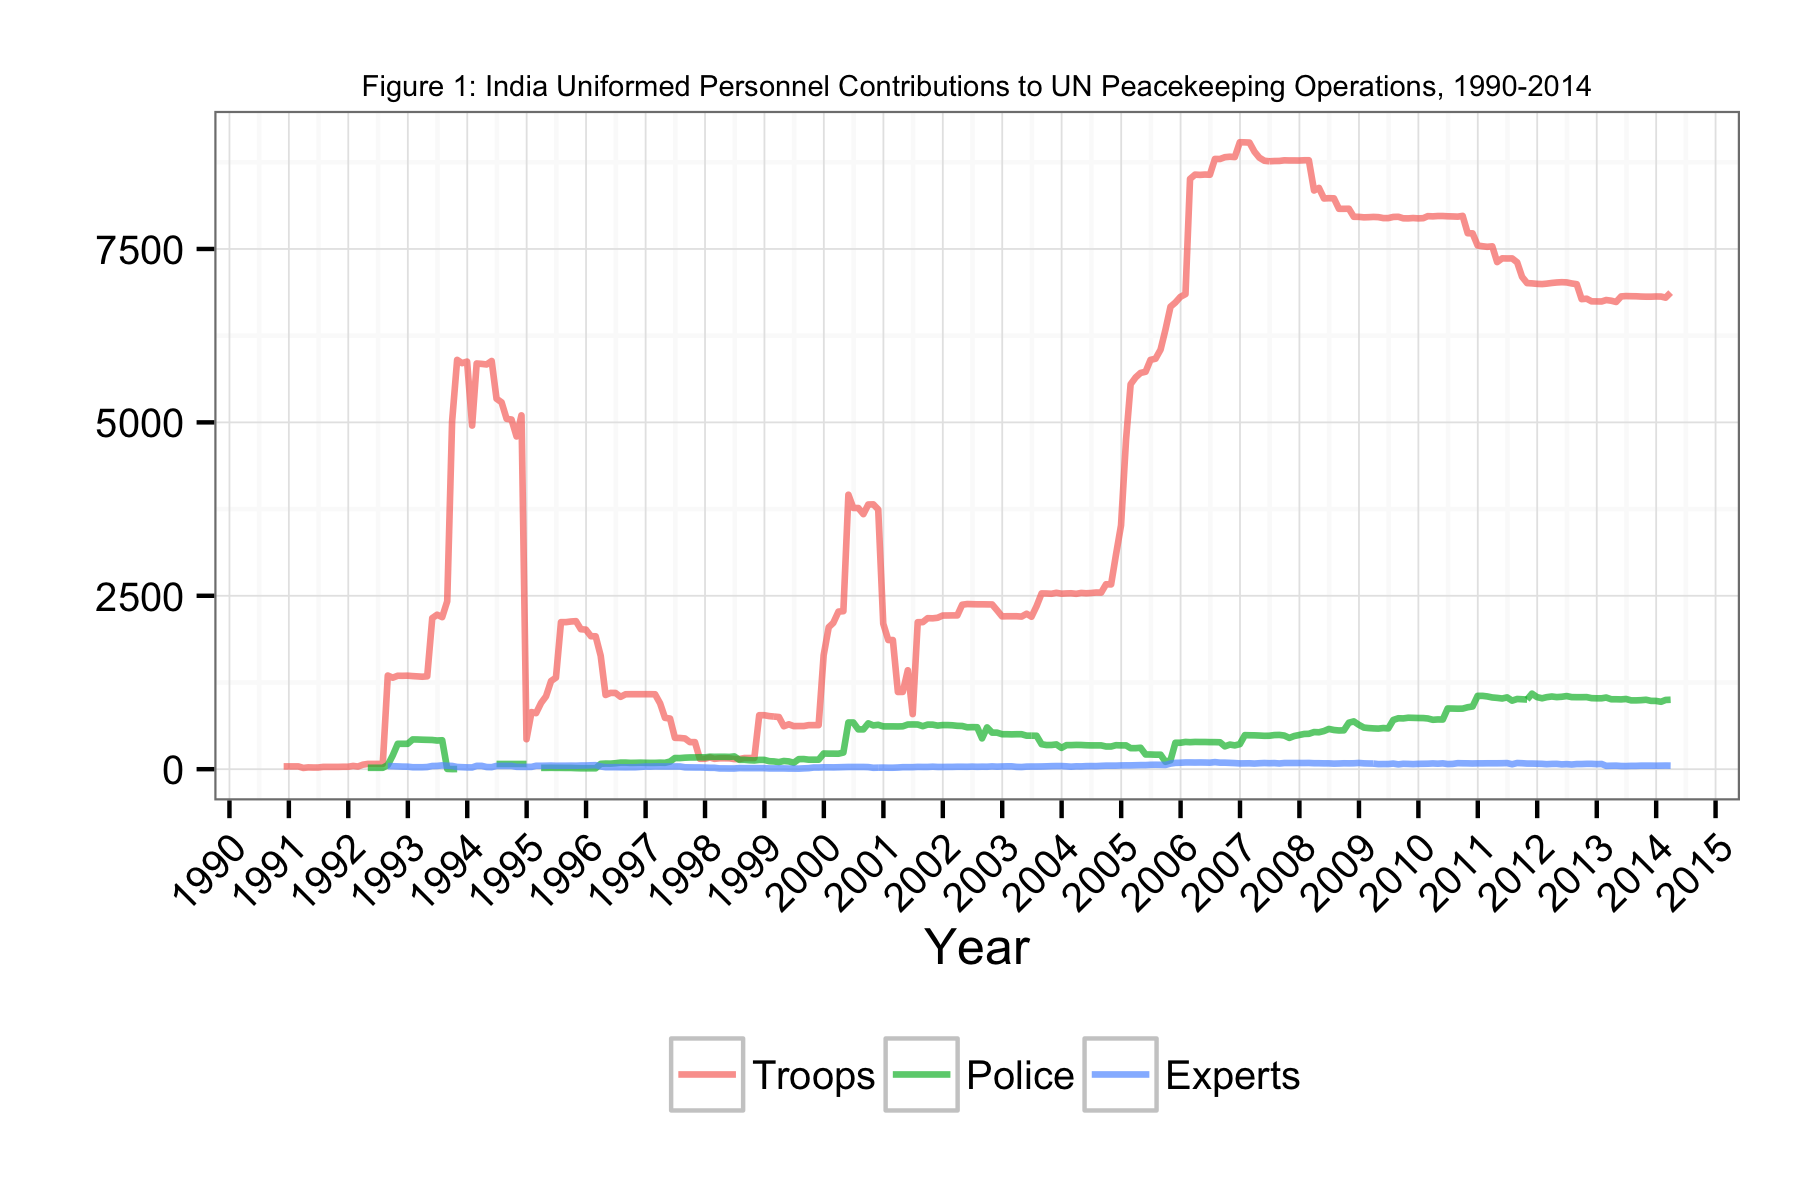 Figure 1: India Uniformed Personnel Contributions to UN Peacekeeping Operations, 1990-2014
7500
5000
2500
0
1990 1991 1992 1993 1994 1995 1996 1997 1998 1999 2000 2001 2002 2003 2004 2005 2006 2007 2008 2009 2010 2011 2012 2013 2014 2015
Year
Troops Police Experts